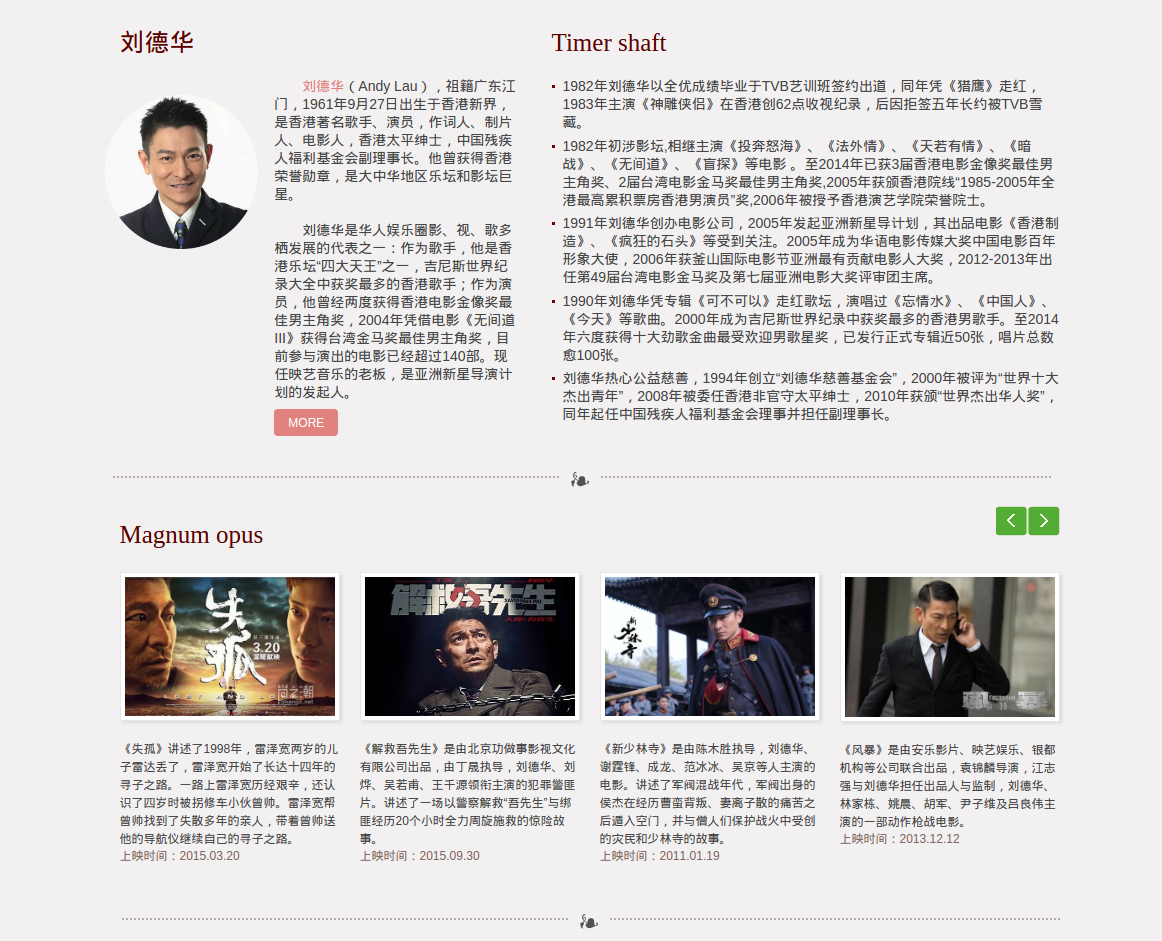 刘德华
刘德华（Andy Lau），祖籍广东江
门，1961年9月27日出生于香港新界，
是香港著名歌手、演员，作词人、制片
人、电影人，香港太平绅士，中国残疾
人福利基金会副理事长。他曾获得香港
荣誉勋章，是大中华地区乐坛和影坛巨
星。
刘德华是华人娱乐圈影、视、歌多
栖发展的代表之一：作为歌手，他是香
港乐坛“四大天王”之一，吉尼斯世界纪
录大全中获奖最多的香港歌手；作为演
员，他曾经两度获得香港电影金像奖最
佳男主角奖，2004年凭借电影《无间道
III》获得台湾金马奖最佳男主角奖，目
前参与演出的电影已经超过140部。现
任映艺音乐的老板，是亚洲新星导演计
划的发起人。
MORE
Timer shaft
1982年刘德华以全优成绩毕业于TVB艺训班签约出道，同年凭《猎鹰》走红，
1983年主演《神雕侠侣》在香港创62点收视纪录，后因拒签五年长约被TVB雪
藏。
1982年初涉影坛,相继主演《投奔怒海》、《法外情》、《天若有情》、《暗
战》、《无间道》、《盲探》等电影 。至2014年已获3届香港电影金像奖最佳男
主角奖、2届台湾电影金马奖最佳男主角奖,2005年获颁香港院线“1985-2005年全
港最高累积票房香港男演员”奖,2006年被授予香港演艺学院荣誉院士。
1991年刘德华创办电影公司，2005年发起亚洲新星导计划，其出品电影《香港制
造》、《疯狂的石头》等受到关注。2005年成为华语电影传媒大奖中国电影百年
形象大使，2006年获釜山国际电影节亚洲最有贡献电影人大奖，2012-2013年出
任第49届台湾电影金马奖及第七届亚洲电影大奖评审团主席。
1990年刘德华凭专辑《可不可以》走红歌坛，演唱过《忘情水》、《中国人》、
《今天》等歌曲。2000年成为吉尼斯世界纪录中获奖最多的香港男歌手。至2014
年六度获得十大劲歌金曲最受欢迎男歌星奖，已发行正式专辑近50张，唱片总数
愈100张。
刘德华热心公益慈善，1994年创立“刘德华慈善基金会”，2000年被评为“世界十大
杰出青年”，2008年被委任香港非官守太平绅士，2010年获颁“世界杰出华人奖”，
同年起任中国残疾人福利基金会理事并担任副理事长。
Magnum opus
失孤
3.20
温暖献映
LOST AND LOVE
解救吾先生
新少林寺
《失孤》讲述了1998年，雷泽宽两岁的儿
子雷达丢了，雷泽宽开始了长达十四年的
寻子之路。一路上雷泽宽历经艰辛，还认
识了四岁时被拐修车小伙曾帅。雷泽宽帮
曾帅找到了失散多年的亲人，带着曾帅送
他的导航仪继续自己的寻子之路。
上映时间：2015.03.20
《解救吾先生》是由北京功做事影视文化
有限公司出品，由丁晟执导，刘德华、刘
烨、吴若甫、王千源领衔主演的犯罪警匪
片。讲述了一场以警察解救“吾先生”与绑
匪经历20个小时全力周旋施救的惊险故
事。
上映时间：2015.09.30
《新少林寺》是由陈木胜执导，刘德华、
谢霆锋、成龙、范冰冰、吴京等人主演的
电影。讲述了军阀混战年代，军阀出身的
侯杰在经历曹蛮背叛、妻离子散的痛苦之
后遁入空门，并与僧人们保护战火中受创
的灾民和少林寺的故事。
上映时间：2011.01.19
《风暴》是由安乐影片、映艺娱乐、银都
机构等公司联合出品，袁锦麟导演，江志
强与刘德华担任出品人与监制，刘德华、
林家栋、姚晨、胡军、尹子维及吕良伟主
演的一部动作枪战电影。
上映时间：2013.12.12